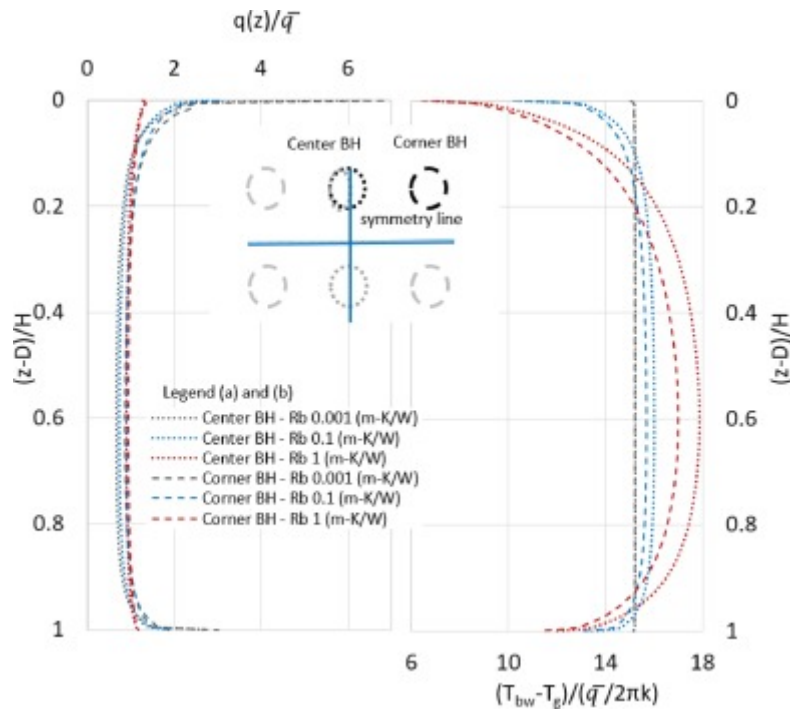 q(z)/q̄
0 2 4 6
0 0
Center BH Corner BH
0.2 0.2
symmetry line
(z-D)/H (z-D)/H
0.4 0.4
Legend (a) and (b)
Center BH - Rb 0.001 (m-K/W)
0.6 0.6
Center BH - Rb 0.1 (m-K/W)
Center BH - Rb 1 (m-K/W)
Corner BH - Rb 0.001 (m-K/W)
Corner BH - Rb 0.1 (m-K/W)
0.8 0.8
Corner BH - Rb 1 (m-K/W)
1 1
6 10 14 18
(T_bw-T_g)/(q̄/2πk)